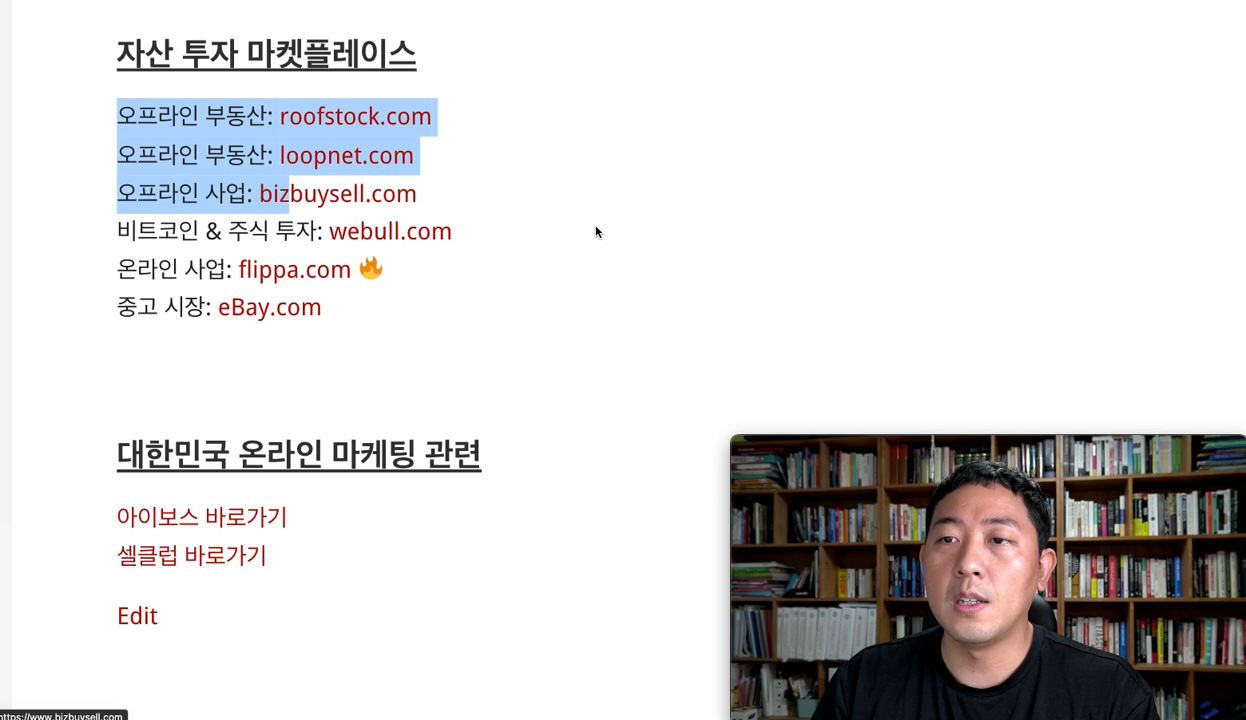 자산 투자 마켓플레이스
오프라인 부동산: roofstock.com
오프라인 부동산: loopnet.com
오프라인 사업: bizbuysell.com
비트코인 & 주식 투자: webull.com
온라인 사업: flippa.com 🔥
중고 시장: eBay.com
대한민국 온라인 마케팅 관련
아이보스 바로가기
셀클럽 바로가기
Edit
https://www.bizbuysell.com